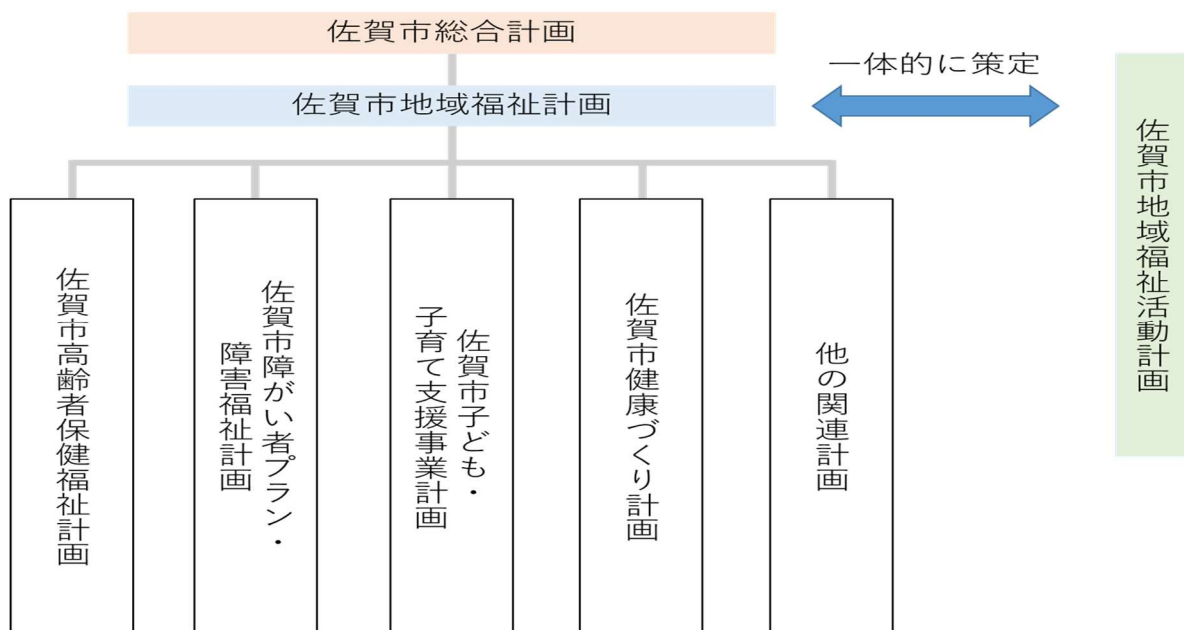 佐賀市総合計画
一体的に策定
佐賀市地域福祉計画
佐賀市地域福祉活動計画
佐賀市高齢者保健福祉計画
佐賀市障がい者プラン・
障害福祉計画
佐賀市子ども・
子育て支援事業計画
佐賀市健康づくり計画
他の関連計画